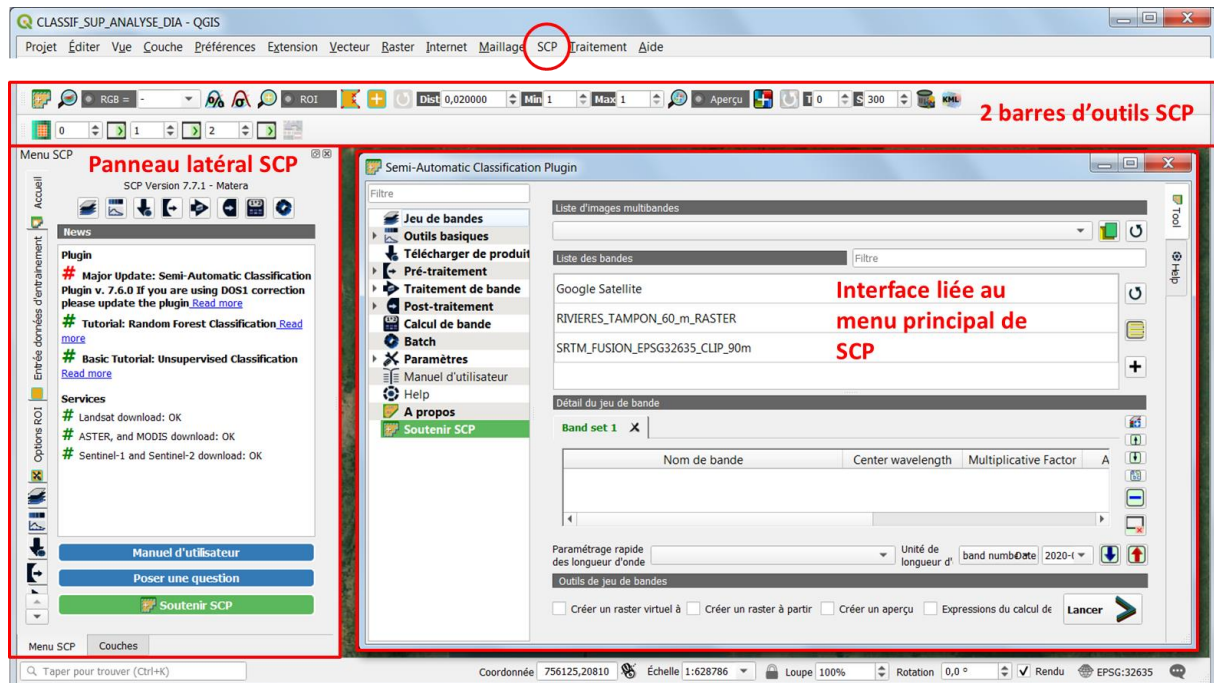 CLASSIF_SUP_ANALYSE_DIA - QGIS
Projet Éditer Vue Couche Préférences Extension Vecteur Raster Internet Maillage SCP Traitement Aide
RGB = - ROI Dist 0,020000 Min 1 Max 1 Aperçu T 0 S 300 KML
2 barres d'outils SCP
0 1 2
Menu SCP
Panneau latéral SCP
SCP Version 7.7.1 - Matera
Accueil
Entrée données d'entrainement
Options ROI
News
Plugin
# Major Update: Semi-Automatic Classification
Plugin v. 7.6.0 If you are using DOS1 correction
please update the plugin Read more
# Tutorial: Random Forest Classification Read
more
# Basic Tutorial: Unsupervised Classification
Read more
Services
# Landsat download: OK
# ASTER, and MODIS download: OK
# Sentinel-1 and Sentinel-2 download: OK
Manuel d'utilisateur
Poser une question
Soutenir SCP
Menu SCP Couches
Semi-Automatic Classification Plugin
Filtre
Jeu de bandes
Outils basiques
Télécharger de produit
Pré-traitement
Traitement de bande
Post-traitement
Calcul de bande
Batch
Paramètres
Manuel d'utilisateur
Help
A propos
Soutenir SCP
Liste d'images multibandes
Liste des bandes Filtre
Google Satellite
RIVIERES_TAMPON_60_m_RASTER
SRTM_FUSION_EPSG32635_CLIP_90m
Interface liée au
menu principal de
SCP
Tool
Help
Détail du jeu de bande
Band set 1
Nom de bande Center wavelength Multiplicative Factor A
Paramétrage rapide
des longueur d'onde
Unité de
longueur d'
band numb Date 2020-(
Outils de jeu de bandes
Créer un raster virtuel à Créer un raster à partir Créer un aperçu Expressions du calcul de Lancer
Taper pour trouver (Ctrl+K) Coordonnée 756125,20810 Échelle 1:628786 Loupe 100% Rotation 0,0 ° Rendu EPSG:32635